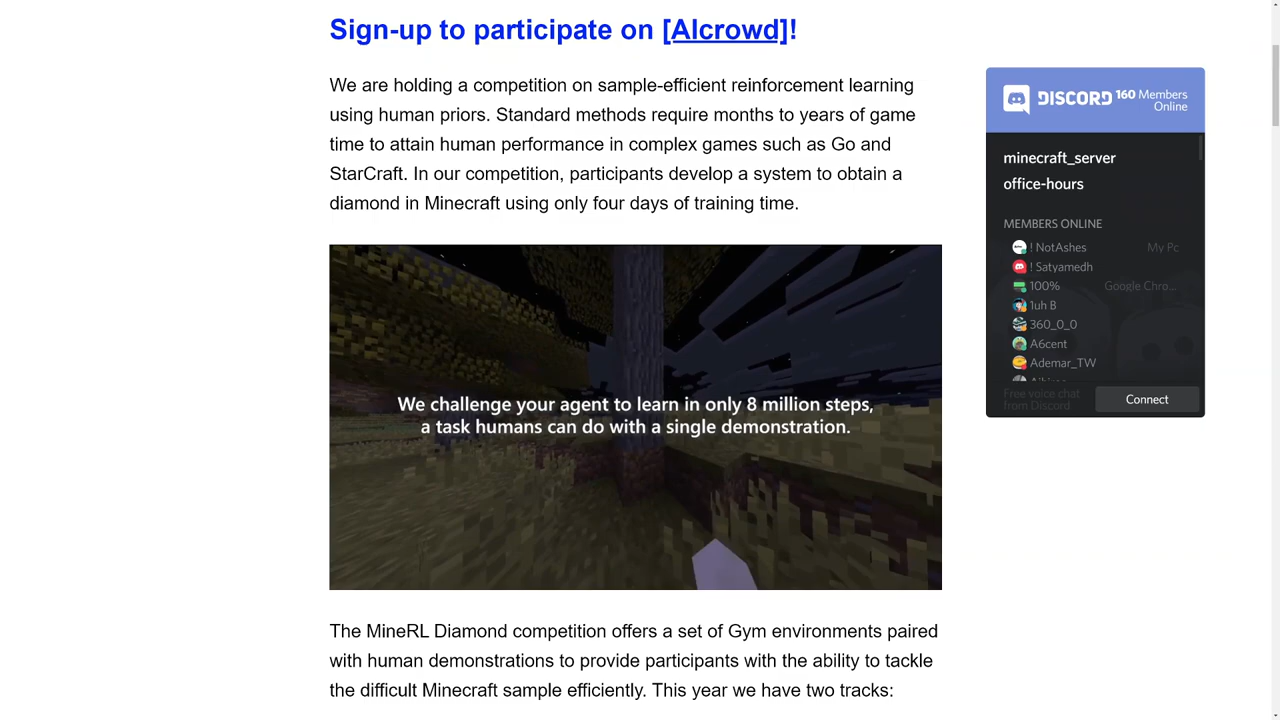 Sign-up to participate on [AIcrowd]!
We are holding a competition on sample-efficient reinforcement learning
using human priors. Standard methods require months to years of game
time to attain human performance in complex games such as Go and
StarCraft. In our competition, participants develop a system to obtain a
diamond in Minecraft using only four days of training time.
We challenge your agent to learn in only 8 million steps,
a task humans can do with a single demonstration.
The MineRL Diamond competition offers a set of Gym environments paired
with human demonstrations to provide participants with the ability to tackle
the difficult Minecraft sample efficiently. This year we have two tracks:
DISCORD 160 Members
Online
minecraft_server
office-hours
MEMBERS ONLINE
! NotAshes My Pc
! Satyamedh
100% Google Chro...
1uh B
360_0_0
A6cent
Ademar_TW
Free voice chat
from Discord
Connect